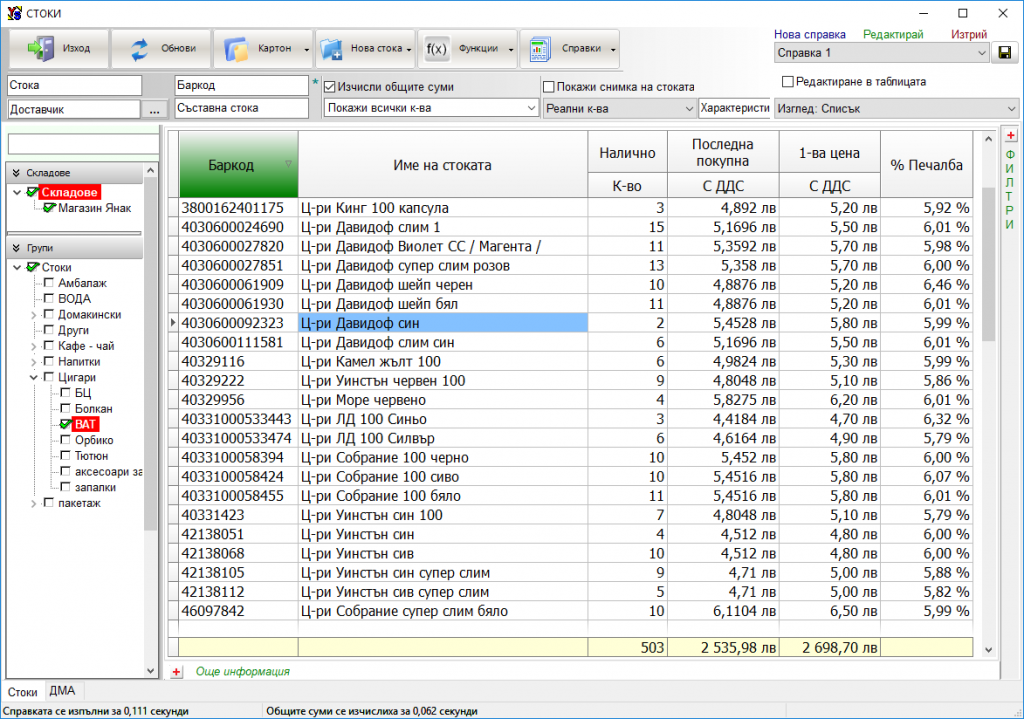 СТОКИ
Изход
Обнови
Картон
Нова стока
f(x) Функции
Справки
Нова справка Редактирай Изтрий
Справка 1
Стока
Баркод *
Изчисли общите суми
Покажи снимка на стоката
Редактиране в таблицата
Доставчик ...
Съставна стока
Покажи всички к-ва
Реални к-ва
Характеристи
Изглед: Списък
Складове
Складове
Магазин Янак
Групи
Стоки
Амбалаж
ВОДА
Домакински
Други
Кафе - чай
Напитки
Цигари
БЦ
Болкан
BAT
Орбико
Тютюн
аксесоари за
запалки
пакетаж
Баркод Име на стоката Налично Последна покупна 1-ва цена % Печалба
К-во С ДДС С ДДС
3800162401175 Ц-ри Кинг 100 капсула 3 4,892 лв 5,20 лв 5,92 %
4030600024690 Ц-ри Давидоф слим 1 15 5,1696 лв 5,50 лв 6,01 %
4030600027820 Ц-ри Давидоф Виолет СС / Магента / 11 5,3592 лв 5,70 лв 5,98 %
4030600027851 Ц-ри Давидоф супер слим розов 13 5,358 лв 5,70 лв 6,00 %
4030600061909 Ц-ри Давидоф шейп черен 10 4,8876 лв 5,20 лв 6,46 %
4030600061930 Ц-ри Давидоф шейп бял 11 4,8876 лв 5,20 лв 6,01 %
4030600092323 Ц-ри Давидоф син 2 5,4528 лв 5,80 лв 5,99 %
4030600111581 Ц-ри Давидоф слим син 6 5,1696 лв 5,50 лв 6,01 %
40329116 Ц-ри Камел жълт 100 6 4,9824 лв 5,30 лв 5,99 %
40329222 Ц-ри Уинстън червен 100 9 4,8048 лв 5,10 лв 5,86 %
40329956 Ц-ри Море червено 4 5,8275 лв 6,20 лв 6,01 %
40331000533443 Ц-ри ЛД 100 Синьо 3 4,4184 лв 4,70 лв 6,32 %
40331000533474 Ц-ри ЛД 100 Силвър 6 4,6164 лв 4,90 лв 5,79 %
4033100058394 Ц-ри Собрание 100 черно 10 5,452 лв 5,80 лв 6,00 %
4033100058424 Ц-ри Собрание 100 сиво 10 5,4516 лв 5,80 лв 6,07 %
4033100058455 Ц-ри Собрание 100 бяло 11 5,4516 лв 5,80 лв 6,01 %
40331423 Ц-ри Уинстън син 100 7 4,8048 лв 5,10 лв 5,79 %
42138051 Ц-ри Уинстън син 4 4,512 лв 4,80 лв 6,00 %
42138068 Ц-ри Уинстън сив 10 4,512 лв 4,80 лв 6,00 %
42138105 Ц-ри Уинстън син супер слим 9 4,71 лв 5,00 лв 5,88 %
42138112 Ц-ри Уинстън сив супер слим 5 4,71 лв 5,00 лв 5,82 %
46097842 Ц-ри Собрание супер слим бяло 10 6,1104 лв 6,50 лв 5,99 %
503 2 535,98 лв 2 698,70 лв
+ Още информация
+
ФИЛТРИ
Стоки ДМА
Справката се изпълни за 0,111 секунди
Общите суми се изчислиха за 0,062 секунди